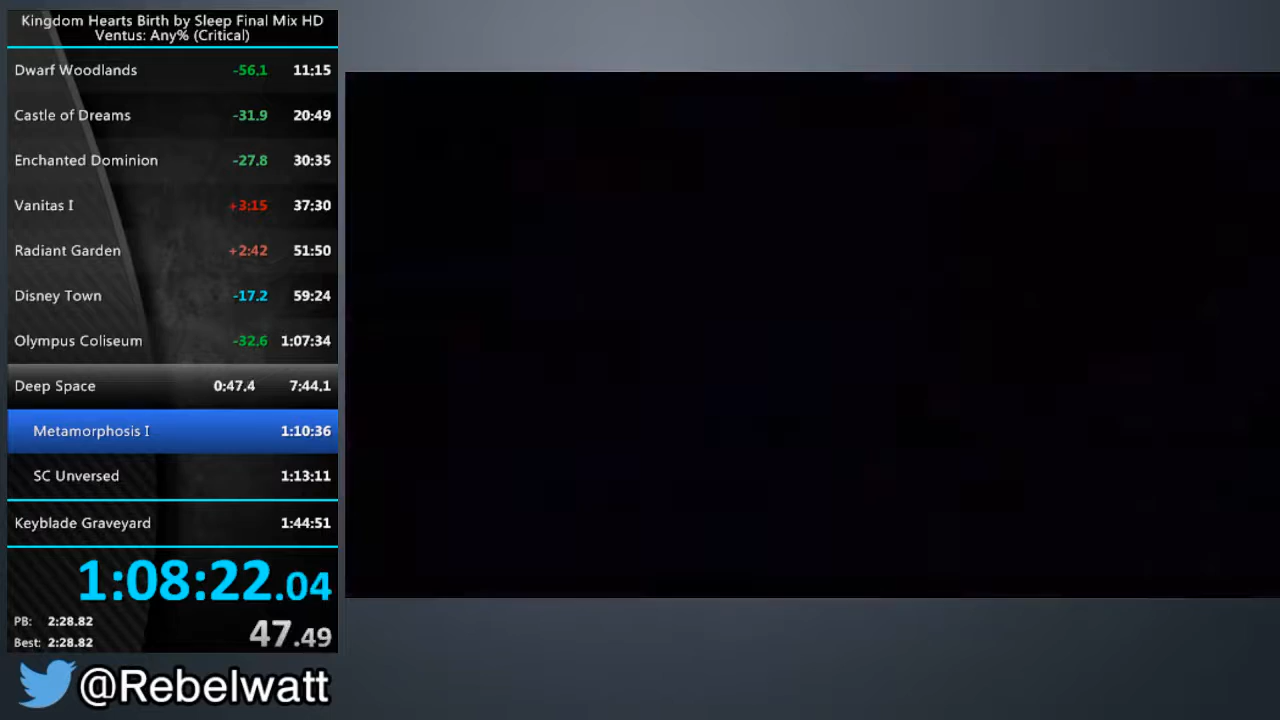 Kingdom Hearts Birth by Sleep Final Mix HD
Ventus: Any% (Critical)
Dwarf Woodlands -56.1 11:15
Castle of Dreams -31.9 20:49
Enchanted Dominion -27.8 30:35
Vanitas I +3:15 37:30
Radiant Garden +2:42 51:50
Disney Town -17.2 59:24
Olympus Coliseum -32.6 1:07:34
Deep Space 0:47.4 7:44.1
Metamorphosis I 1:10:36
SC Unversed 1:13:11
Keyblade Graveyard 1:44:51
1:08:22.04
PB: 2:28.82
Best: 2:28.82
47.49
@Rebelwatt